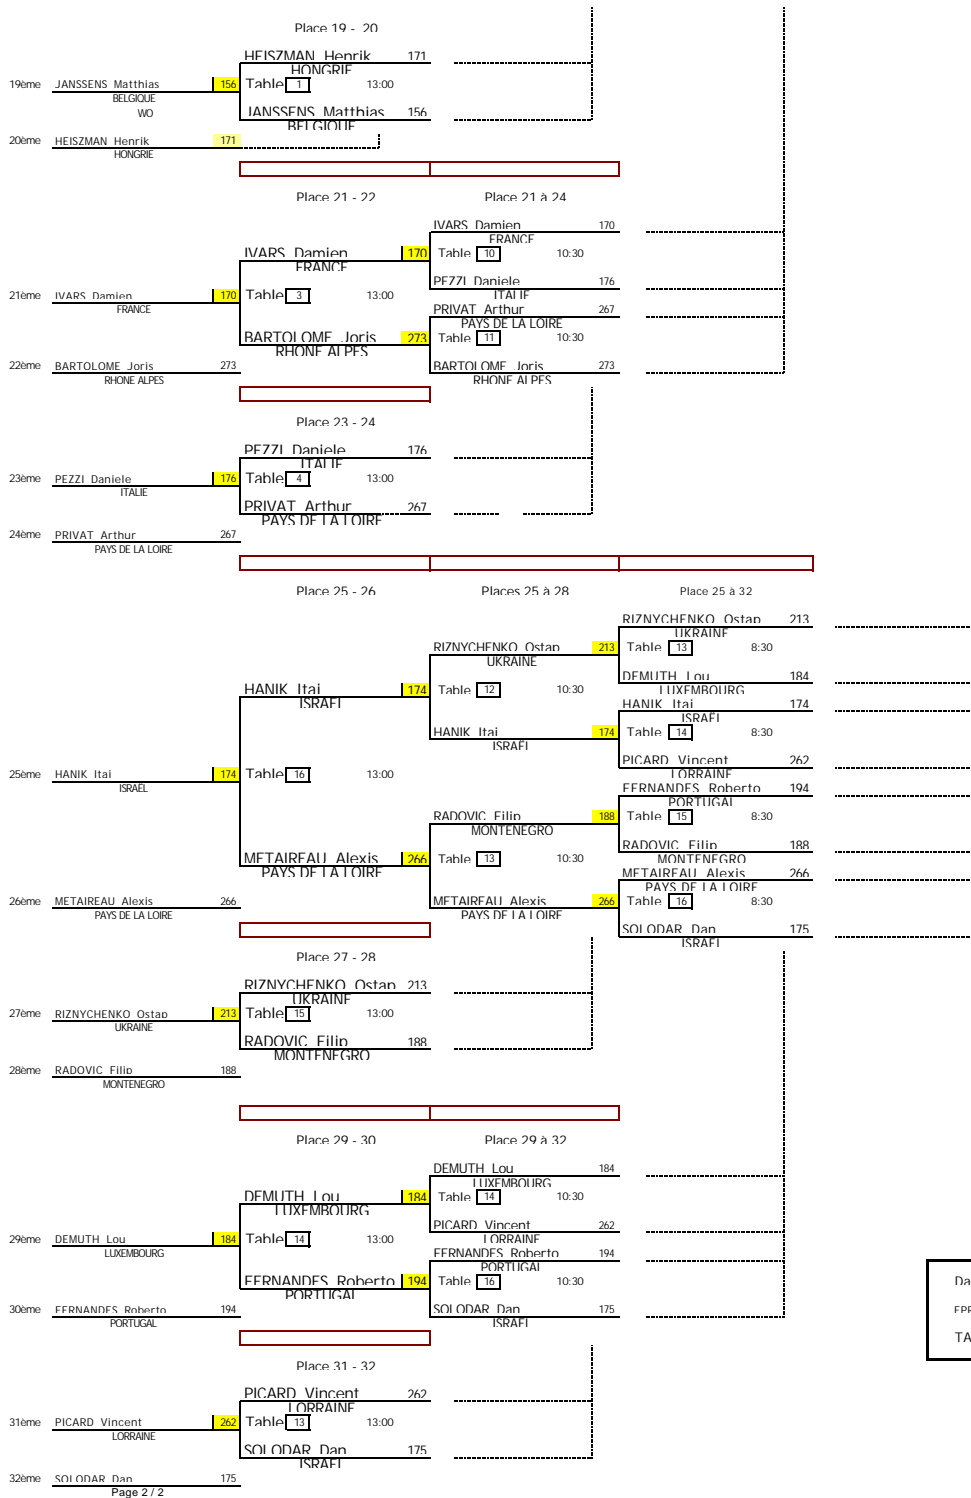 Place 19 - 20
HEISZMAN Henrik 171
HONGRIE
19ème JANSSENS Matthias 156 Table 1 13:00
BELGIQUE
WO JANSSENS Matthias 156
BELGIQUE
20ème HEISZMAN Henrik 171
HONGRIE
Place 21 - 22 Place 21 à 24
IVARS Damien 170
FRANCE
IVARS Damien 170 Table 10 10:30
FRANCE
PEZZI Daniele 176
ITALIE
21ème IVARS Damien 170 Table 3 13:00
FRANCE
PRIVAT Arthur 267
PAYS DE LA LOIRE
BARTOLOME Joris 273 Table 11 10:30
RHONE ALPES
22ème BARTOLOME Joris 273 BARTOLOME Joris 273
RHONE ALPES RHONE ALPES
Place 23 - 24
PEZZI Daniele 176
ITALIE
23ème PEZZI Daniele 176 Table 4 13:00
ITALIE
PRIVAT Arthur 267
PAYS DE LA LOIRE
24ème PRIVAT Arthur 267
PAYS DE LA LOIRE
Place 25 - 26 Places 25 à 28 Place 25 à 32
RIZNYCHENKO Ostap 213
UKRAINE
RIZNYCHENKO Ostap 213 Table 13 8:30
UKRAINE
DEMUTH Lou 184
LUXEMBOURG
HANIK Itai 174 Table 12 10:30
ISRAEL
HANIK Itai 174
ISRAËL
HANIK Itai 174 Table 14 8:30
ISRAËL
PICARD Vincent 262
LORRAINE
25ème HANIK Itai 174 Table 16 13:00
ISRAËL
FERNANDES Roberto 194
PORTUGAL
RADOVIC Filip 188 Table 15 8:30
MONTENEGRO
RADOVIC Filip 188
MONTENEGRO
METAIREAU Alexis 266 Table 13 10:30
PAYS DE LA LOIRE
METAIREAU Alexis 266
PAYS DE LA LOIRE
26ème METAIREAU Alexis 266 METAIREAU Alexis 266 Table 16 8:30
PAYS DE LA LOIRE PAYS DE LA LOIRE
SOLODAR Dan 175
ISRAEL
Place 27 - 28
RIZNYCHENKO Ostap 213
UKRAINE
27ème RIZNYCHENKO Ostap 213 Table 15 13:00
UKRAINE
RADOVIC Filip 188
MONTENEGRO
28ème RADOVIC Filip 188
MONTENEGRO
Place 29 - 30 Place 29 à 32
DEMUTH Lou 184
LUXEMBOURG
DEMUTH Lou 184 Table 14 10:30
LUXEMBOURG
PICARD Vincent 262
LORRAINE
29ème DEMUTH Lou 184 Table 14 13:00
LUXEMBOURG
FERNANDES Roberto 194
PORTUGAL
FERNANDES Roberto 194 Table 16 10:30
PORTUGAL
Da
EPR
TA
30ème FERNANDES Roberto 194 SOLODAR Dan 175
PORTUGAL ISRAEL
Place 31 - 32
PICARD Vincent 262
LORRAINE
31ème PICARD Vincent 262 Table 13 13:00
LORRAINE
SOLODAR Dan 175
ISRAEL
32ème SOLODAR Dan 175
Page 2 / 2